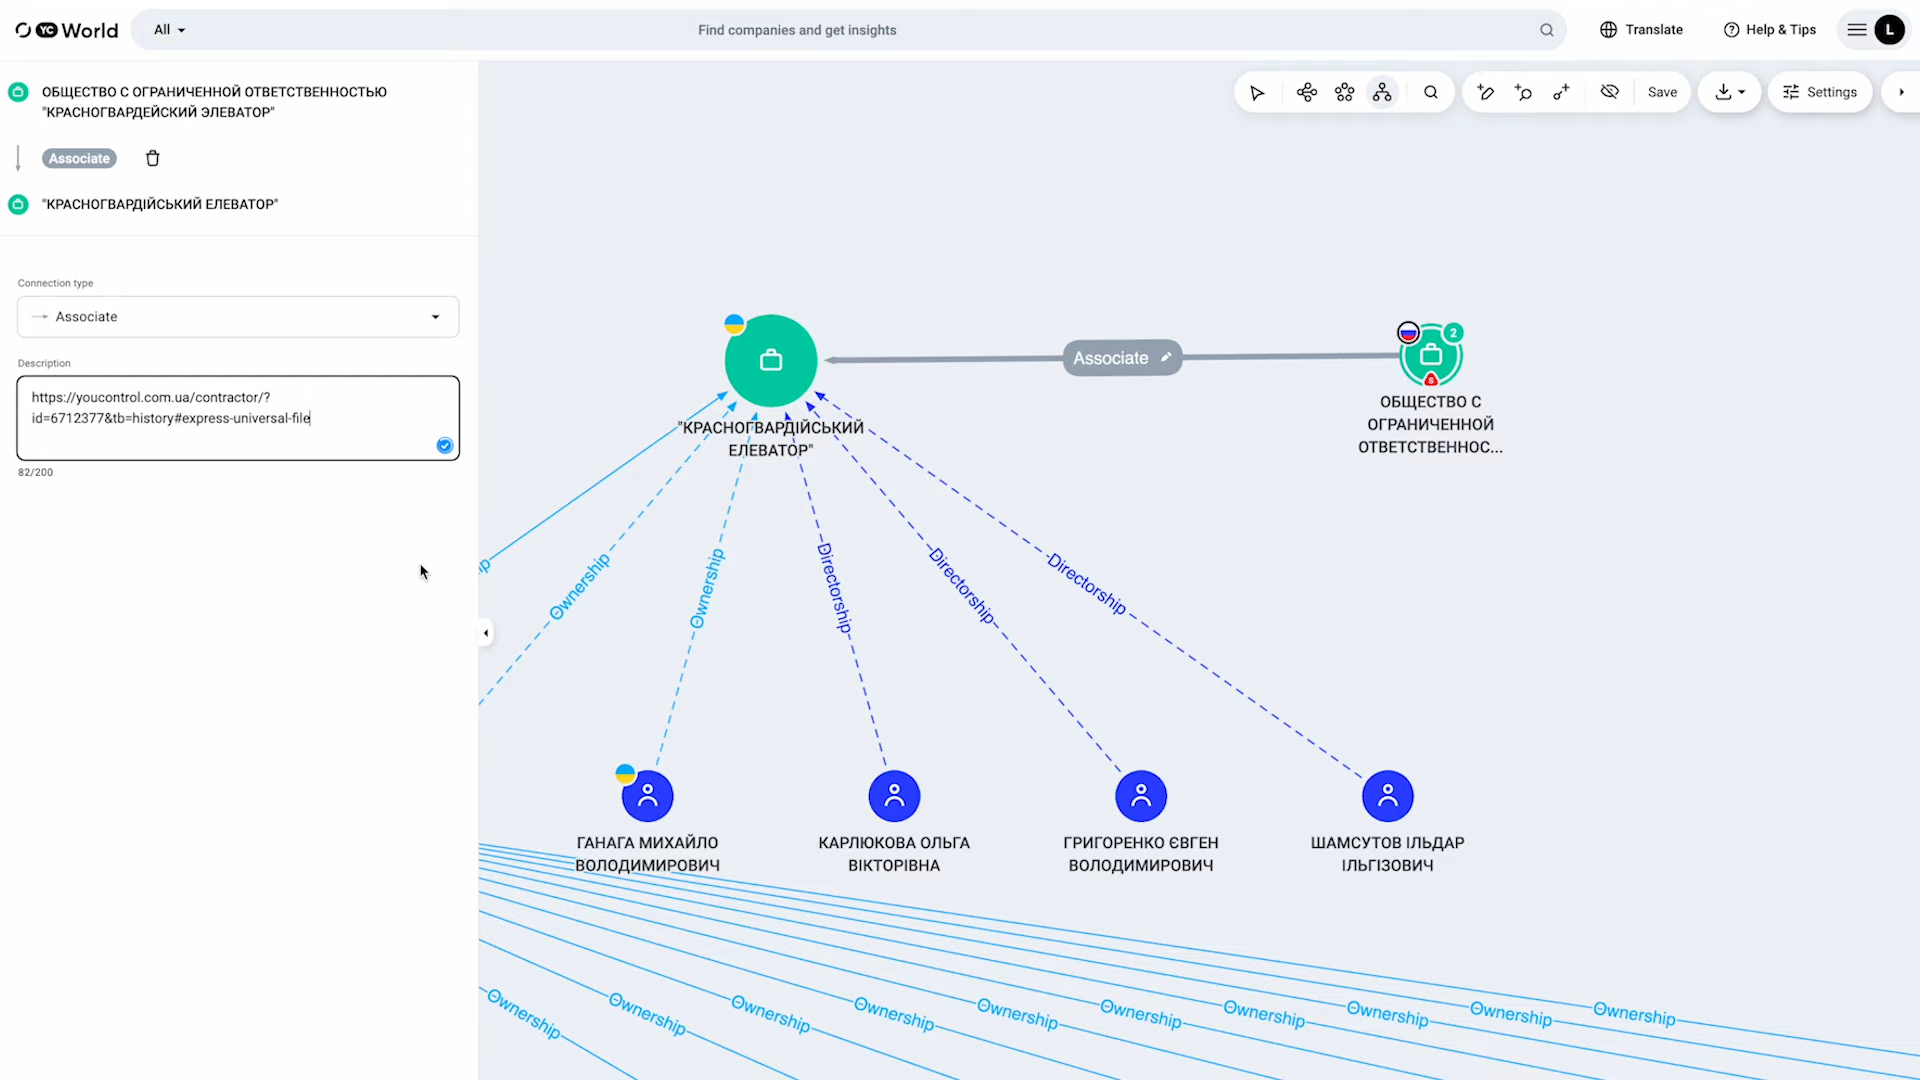 YC World
All
Find companies and get insights
Translate
Help & Tips
L
ОБЩЕСТВО С ОГРАНИЧЕННОЙ ОТВЕТСТВЕННОСТЬЮ
"КРАСНОГВАРДЕЙСКИЙ ЭЛЕВАТОР"
Associate
"КРАСНОГВАРДІЙСЬКИЙ ЕЛЕВАТОР"
Connection type
Associate
Description
https://youcontrol.com.ua/contractor/?
id=6712377&tb=history#express-universal-file
82/200
Save
Settings
Associate
2
"КРАСНОГВАРДІЙСЬКИЙ
ЕЛЕВАТОР"
ОБЩЕСТВО С
ОГРАНИЧЕННОЙ
ОТВЕТСТВЕННОС...
Ownership
Ownership
Directorship
Directorship
Directorship
ГАНАГА МИХАЙЛО
ВОЛОДИМИРОВИЧ
КАРЛЮКОВА ОЛЬГА
ВІКТОРІВНА
ГРИГОРЕНКО ЄВГЕН
ВОЛОДИМИРОВИЧ
ШАМСУТОВ ІЛЬДАР
ІЛЬГІЗОВИЧ
Ownership
Ownership
Ownership
Ownership
Ownership
Ownership
Ownership
Ownership
Ownership
Ownership